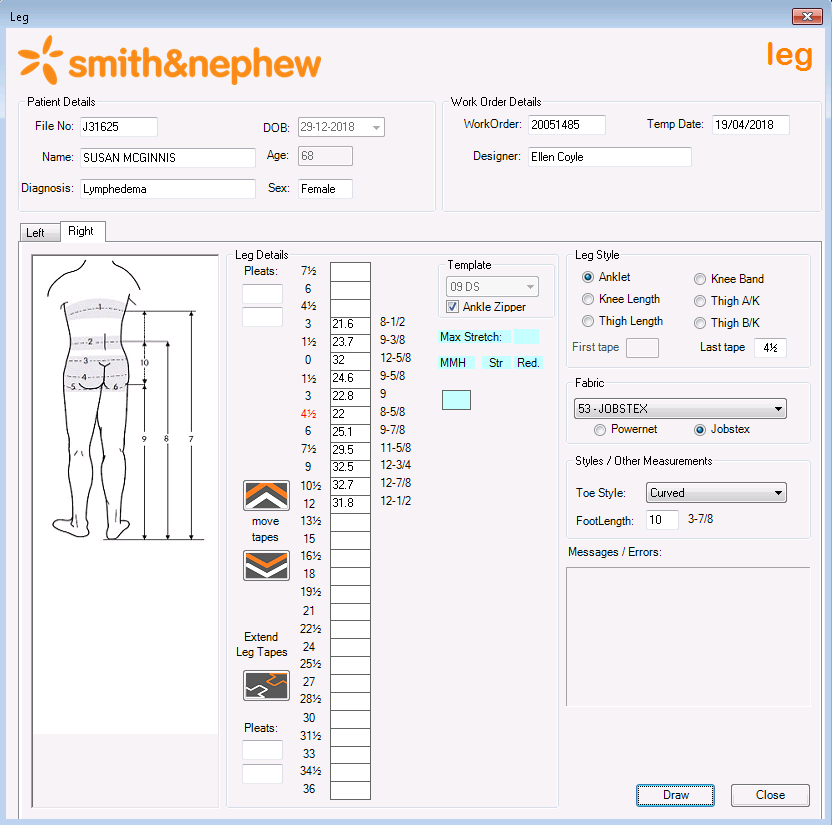 Leg
smith&nephew
leg
Patient Details
File No: J31625
DOB: 29-12-2018
Name: SUSAN MCGINNIS
Age: 68
Diagnosis: Lymphedema
Sex: Female
Work Order Details
WorkOrder: 20051485
Temp Date: 19/04/2018
Designer: Ellen Coyle
Left
Right
1
2
3
4
5
6
10
9
8
7
Leg Details
Pleats:
7½
6
4½
3 21.6 8-1/2
1½ 23.7 9-3/8
0 32 12-5/8
1½ 24.6 9-5/8
3 22.8 9
4½ 22 8-5/8
6 25.1 9-7/8
7½ 29.5 11-5/8
9 32.5 12-3/4
10½ 32.7 12-7/8
12 31.8 12-1/2
13½
15
16½
18
19½
21
22½
24
25½
27
28½
30
31½
33
34½
36
move
tapes
Extend
Leg Tapes
Pleats:
Template
09 DS
Ankle Zipper
Max Stretch:
MMH Str Red.
Leg Style
Anklet
Knee Band
Knee Length
Thigh A/K
Thigh Length
Thigh B/K
First tape
Last tape 4½
Fabric
53 - JOBSTEX
Powernet
Jobstex
Styles / Other Measurements
Toe Style: Curved
FootLength: 10 3-7/8
Messages / Errors:
Draw
Close